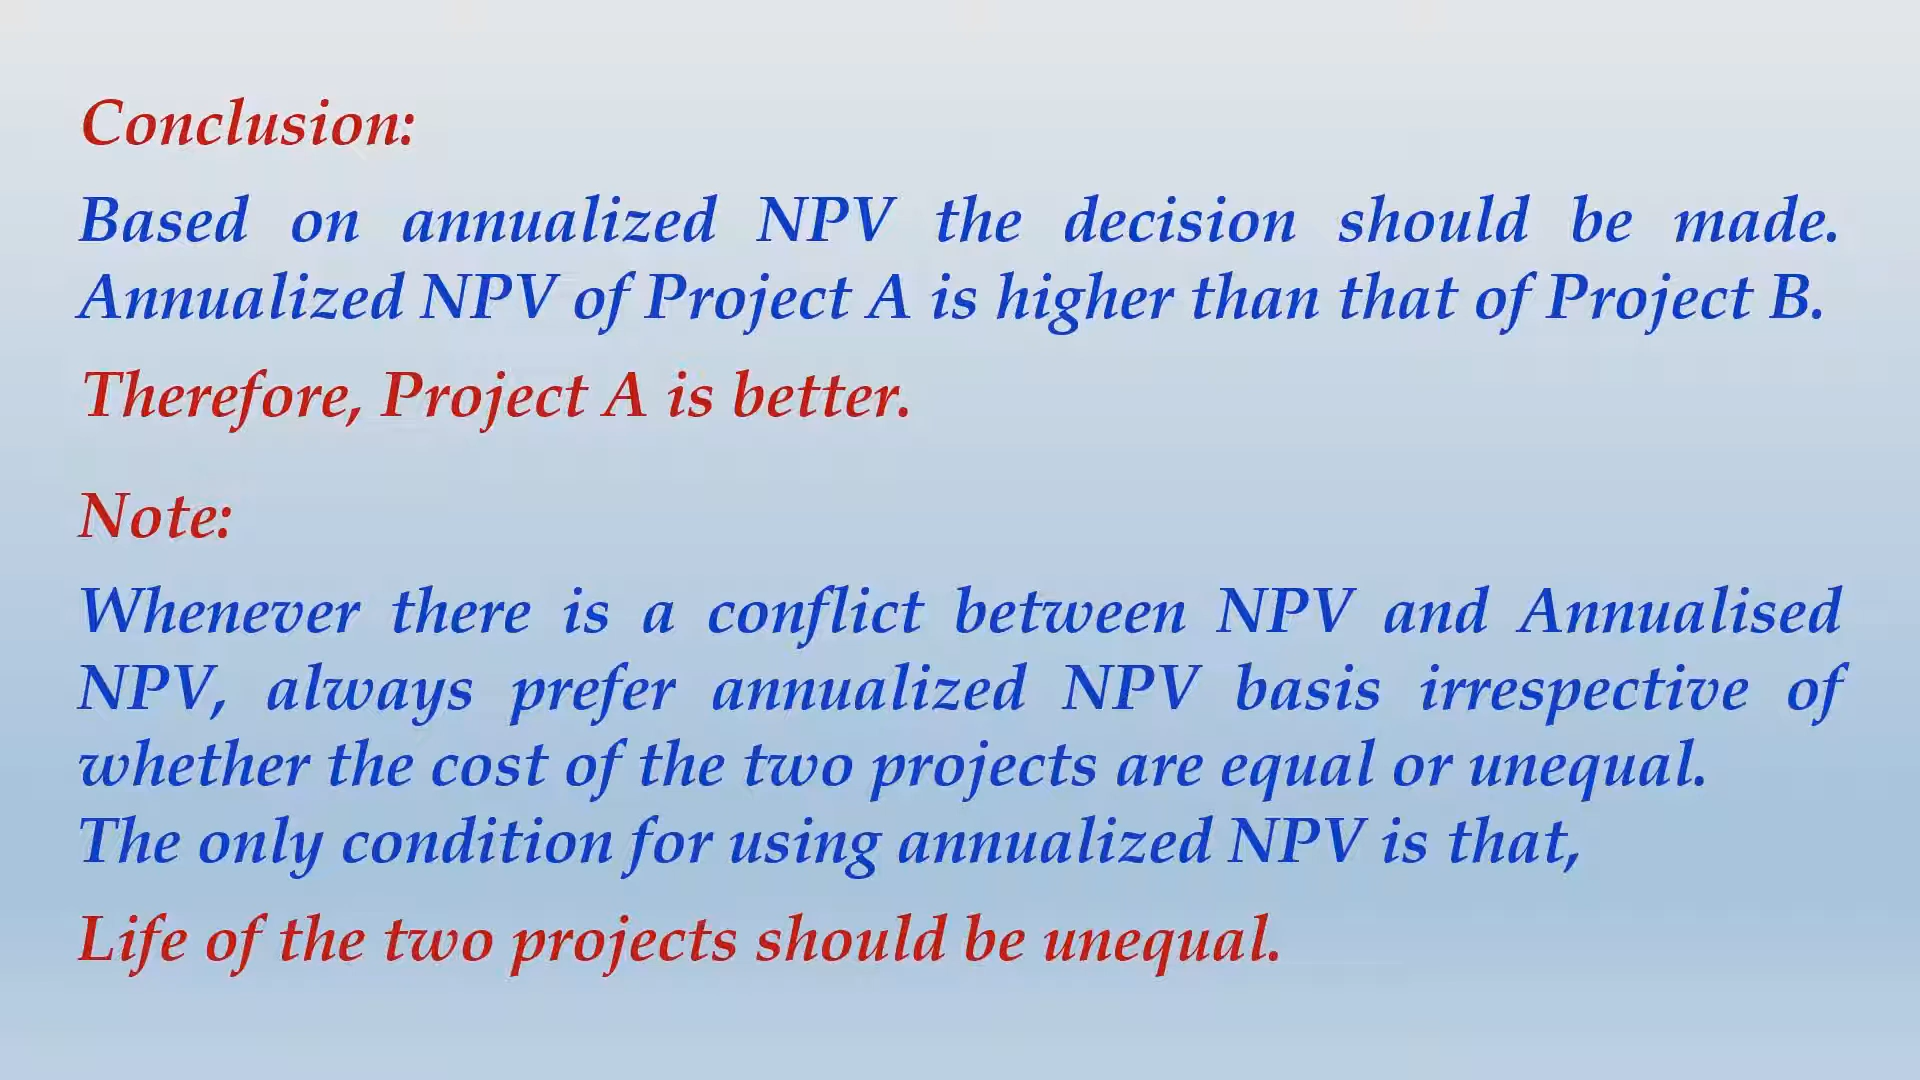 Conclusion:
Based on annualized NPV the decision should be made.
Annualized NPV of Project A is higher than that of Project B.
Therefore, Project A is better.
Note:
Whenever there is a conflict between NPV and Annualised
NPV, always prefer annualized NPV basis irrespective of
whether the cost of the two projects are equal or unequal.
The only condition for using annualized NPV is that,
Life of the two projects should be unequal.